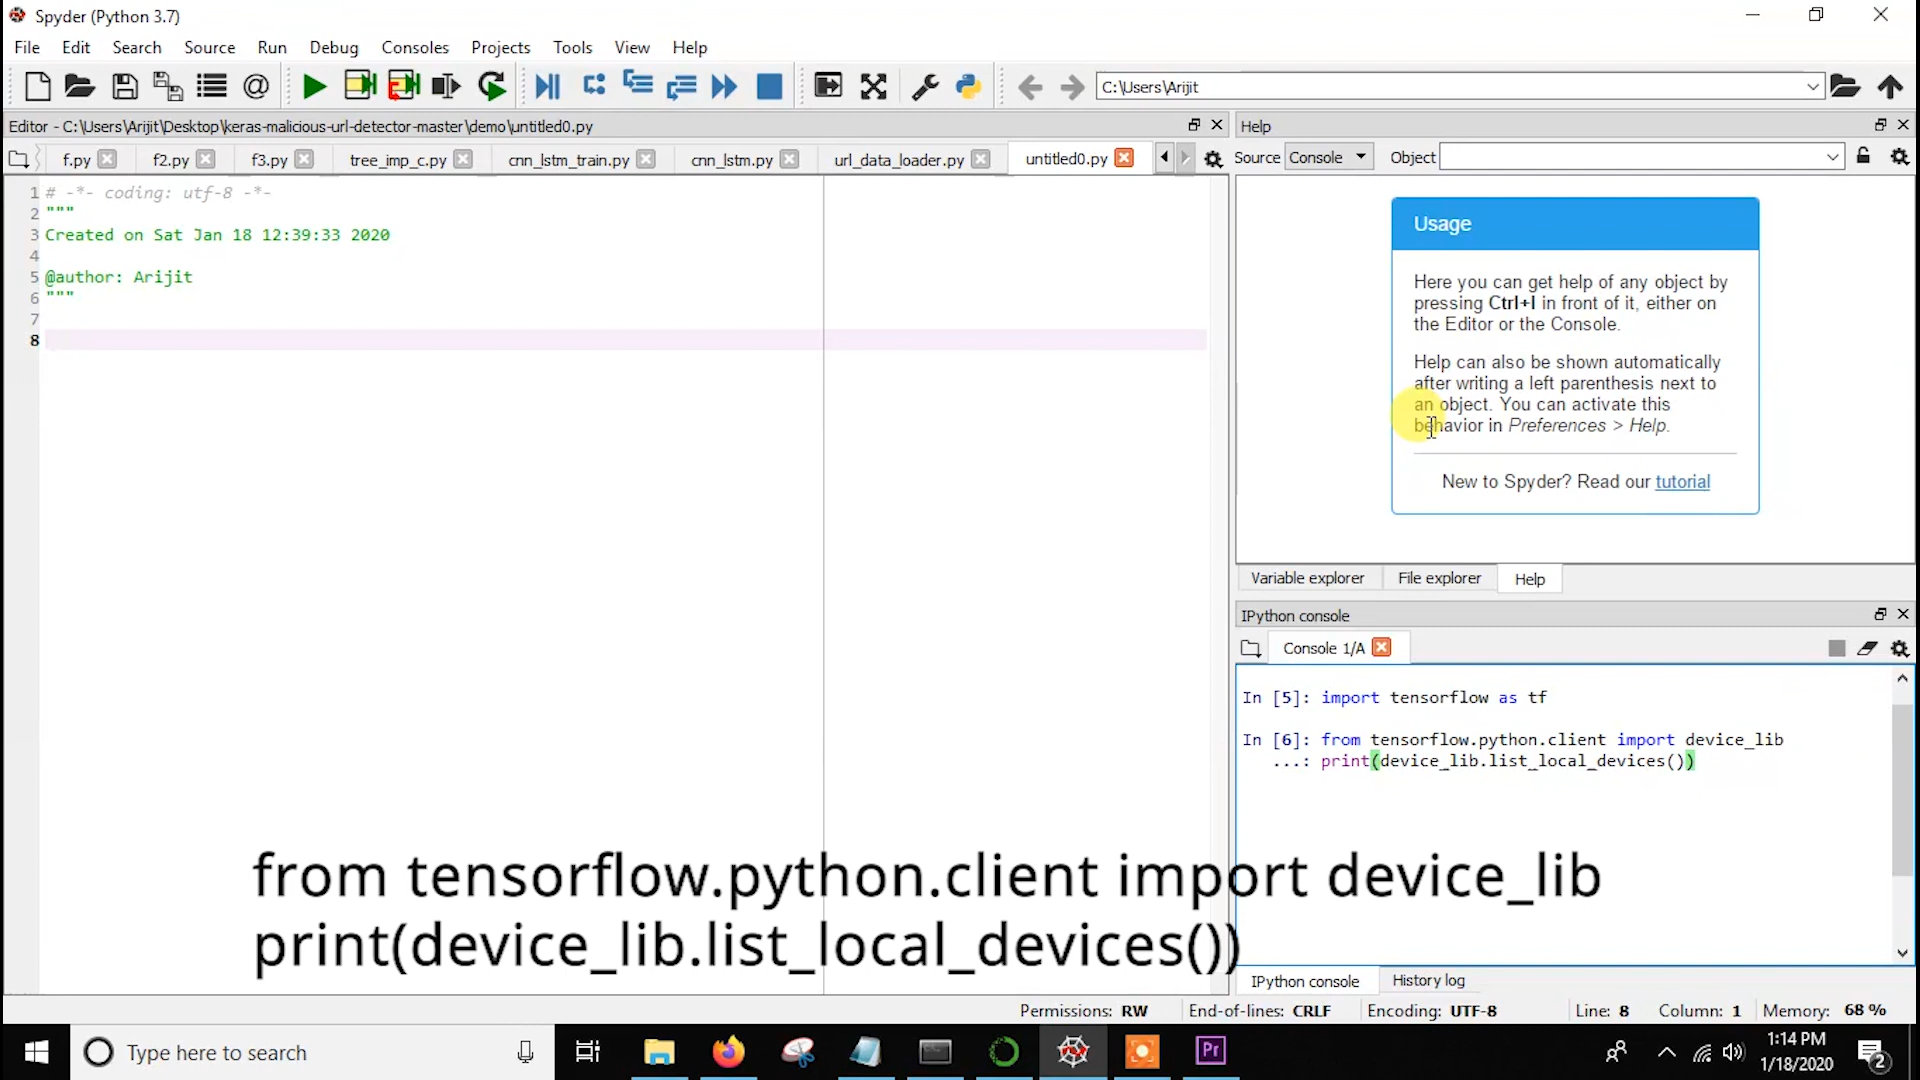 Spyder (Python 3.7)
File Edit Search Source Run Debug Consoles Projects Tools View Help
C:\Users\Arijit
Editor - C:\Users\Arijit\Desktop\keras-malicious-url-detector-master\demo\untitled0.py
f.py f2.py f3.py tree_imp_c.py cnn_lstm_train.py cnn_lstm.py url_data_loader.py untitled0.py
1 # -*- coding: utf-8 -*-
2 """
3 Created on Sat Jan 18 12:39:33 2020
4
5 @author: Arijit
6 """
7
8
Help
Source Console Object
Usage
Here you can get help of any object by
pressing Ctrl+I in front of it, either on
the Editor or the Console.
Help can also be shown automatically
after writing a left parenthesis next to
an object. You can activate this
behavior in Preferences > Help.
New to Spyder? Read our tutorial
Variable explorer File explorer Help
IPython console
Console 1/A
In [5]: import tensorflow as tf
In [6]: from tensorflow.python.client import device_lib
...: print(device_lib.list_local_devices())
from tensorflow.python.client import device_lib
print(device_lib.list_local_devices())
IPython console History log
Permissions: RW End-of-lines: CRLF Encoding: UTF-8 Line: 8 Column: 1 Memory: 68 %
Type here to search
Pr
1:14 PM
1/18/2020
2